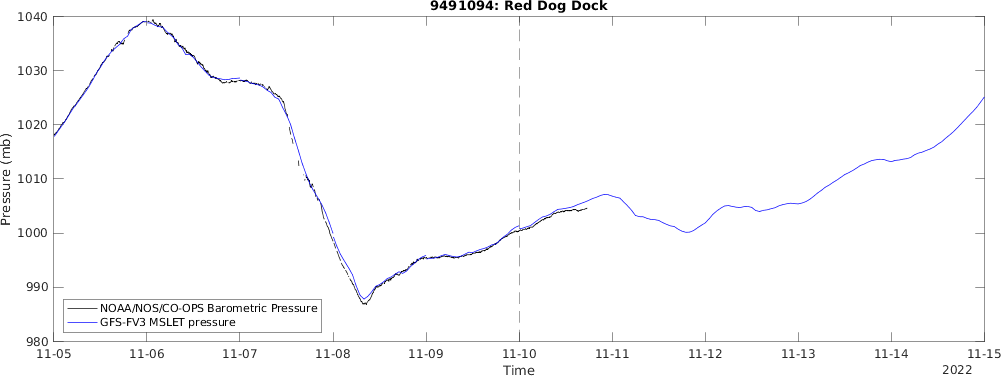 9491094: Red Dog Dock
1040
1030
1020
1010
1000
990
980
Pressure (mb)
NOAA/NOS/CO-OPS Barometric Pressure
GFS-FV3 MSLET pressure
11-05 11-06 11-07 11-08 11-09 11-10 11-11 11-12 11-13 11-14 11-15
Time
2022